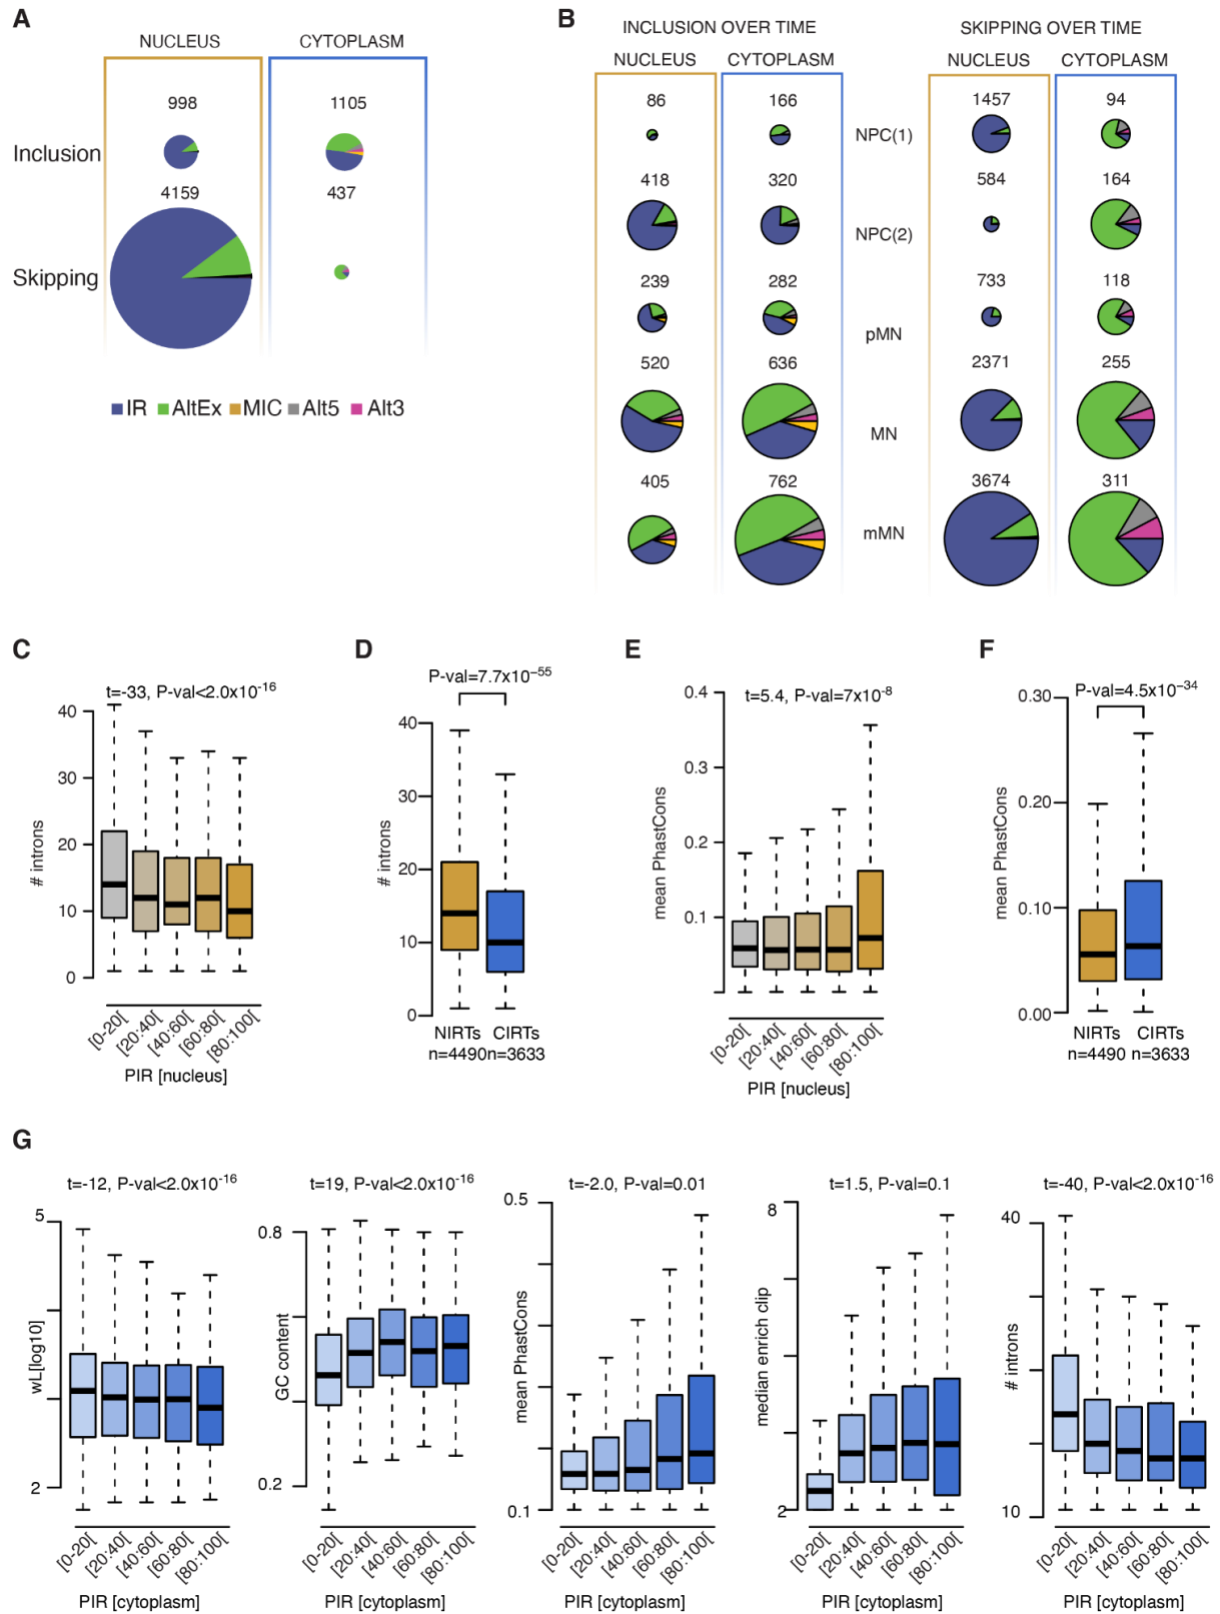 A
NUCLEUS
CYTOPLASM
998
1105
Inclusion
4159
437
Skipping
IR AltEx MIC Alt5 Alt3
B
INCLUSION OVER TIME
SKIPPING OVER TIME
NUCLEUS
CYTOPLASM
NUCLEUS
CYTOPLASM
86
166
1457
94
NPC(1)
418
320
584
164
NPC(2)
239
282
733
118
pMN
520
636
2371
255
MN
405
762
3674
311
mMN
C
t=-33, P-val<2.0x10⁻¹⁶
# introns
40
30
20
10
0
[0-20[
[20:40[
[40:60[
[60:80[
[80:100[
PIR [nucleus]
D
P-val=7.7x10⁻⁵⁵
# introns
40
30
20
10
0
NIRTs CIRTs
n=4490n=3633
E
t=5.4, P-val=7x10⁻⁸
mean PhastCons
0.4
0.3
0.2
0.1
[0-20[
[20:40[
[40:60[
[60:80[
[80:100[
PIR [nucleus]
F
P-val=4.5x10⁻³⁴
mean PhastCons
0.30
0.20
0.10
0.00
NIRTs CIRTs
n=4490 n=3633
G
t=-12, P-val<2.0x10⁻¹⁶
wL[log10]
5
2
[0-20[
[20:40[
[40:60[
[60:80[
[80:100[
PIR [cytoplasm]
t=19, P-val<2.0x10⁻¹⁶
GC content
0.8
0.2
[0-20[
[20:40[
[40:60[
[60:80[
[80:100[
PIR [cytoplasm]
t=-2.0, P-val=0.01
mean PhastCons
0.5
0.1
[0-20[
[20:40[
[40:60[
[60:80[
[80:100[
PIR [cytoplasm]
t=1.5, P-val=0.1
median enrich clip
8
2
[0-20[
[20:40[
[40:60[
[60:80[
[80:100[
PIR [cytoplasm]
t=-40, P-val<2.0x10⁻¹⁶
# introns
40
10
[0-20[
[20:40[
[40:60[
[60:80[
[80:100[
PIR [cytoplasm]